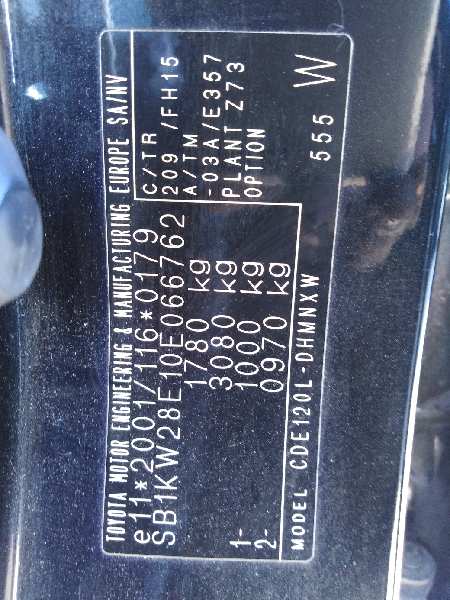 TOYOTA MOTOR ENGINEERING & MANUFACTURING EUROPE SA/NV
e11*2001/116*0179
SB1KW28E10E066762
1780 kg
3080 kg
1- 1000 kg
2- 0970 kg
C/TR
209 /FH15
A/TM
-03A/E357
PLANT Z73
OPTION
MODEL CDE120L-DHMNXW
555 W